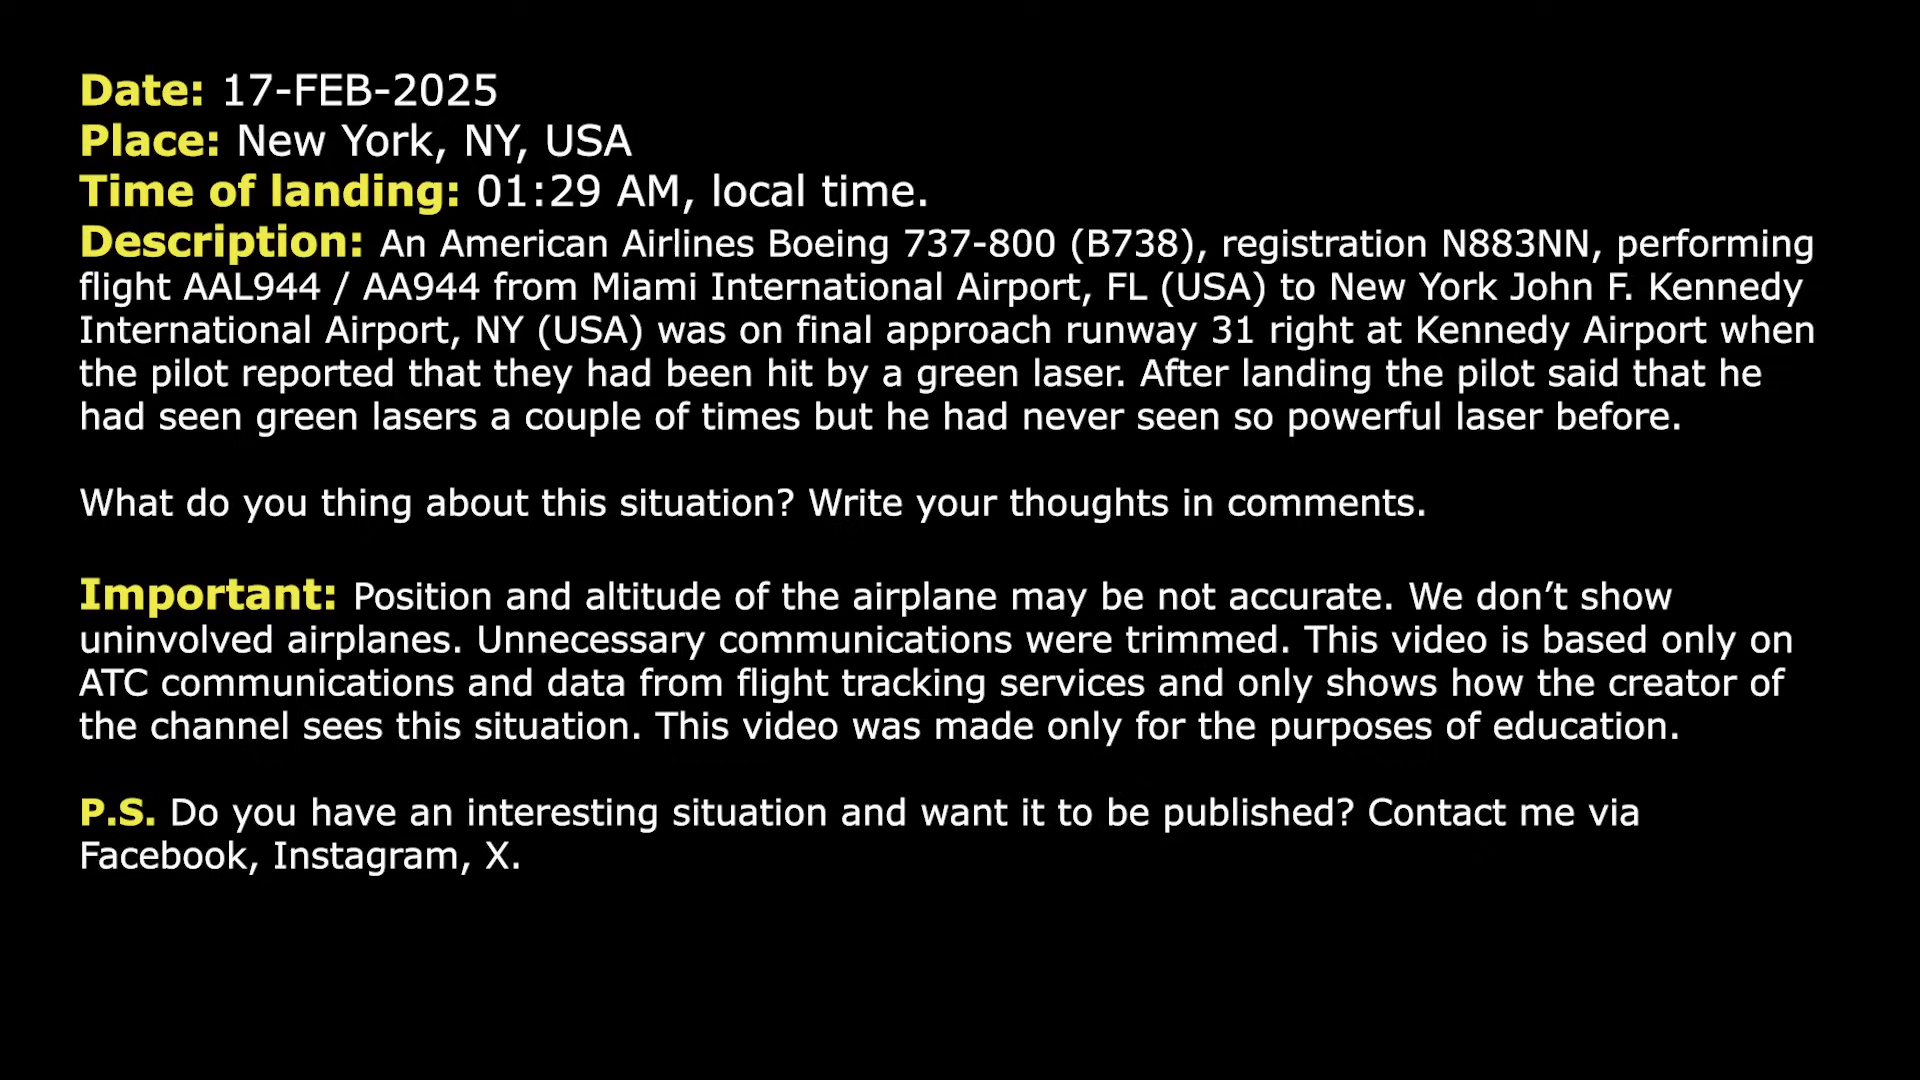 Date: 17-FEB-2025
Place: New York, NY, USA
Time of landing: 01:29 AM, local time.
Description: An American Airlines Boeing 737-800 (B738), registration N883NN, performing
flight AAL944 / AA944 from Miami International Airport, FL (USA) to New York John F. Kennedy
International Airport, NY (USA) was on final approach runway 31 right at Kennedy Airport when
the pilot reported that they had been hit by a green laser. After landing the pilot said that he
had seen green lasers a couple of times but he had never seen so powerful laser before.
What do you thing about this situation? Write your thoughts in comments.
Important: Position and altitude of the airplane may be not accurate. We don’t show
uninvolved airplanes. Unnecessary communications were trimmed. This video is based only on
ATC communications and data from flight tracking services and only shows how the creator of
the channel sees this situation. This video was made only for the purposes of education.
P.S. Do you have an interesting situation and want it to be published? Contact me via
Facebook, Instagram, X.